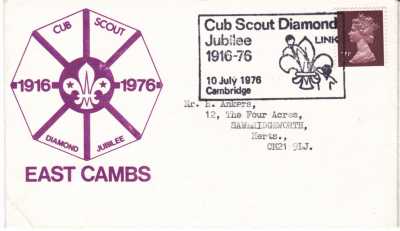 CUB SCOUT
1916 1976
DIAMOND JUBILEE
EAST CAMBS
Cub Scout Diamond
Jubilee LINK
1916-76
10 July 1976
Cambridge
Mr. R. Ankers,
12, The Four Acres,
SAWBRIDGEWORTH,
Herts.,
CM21 9LJ.